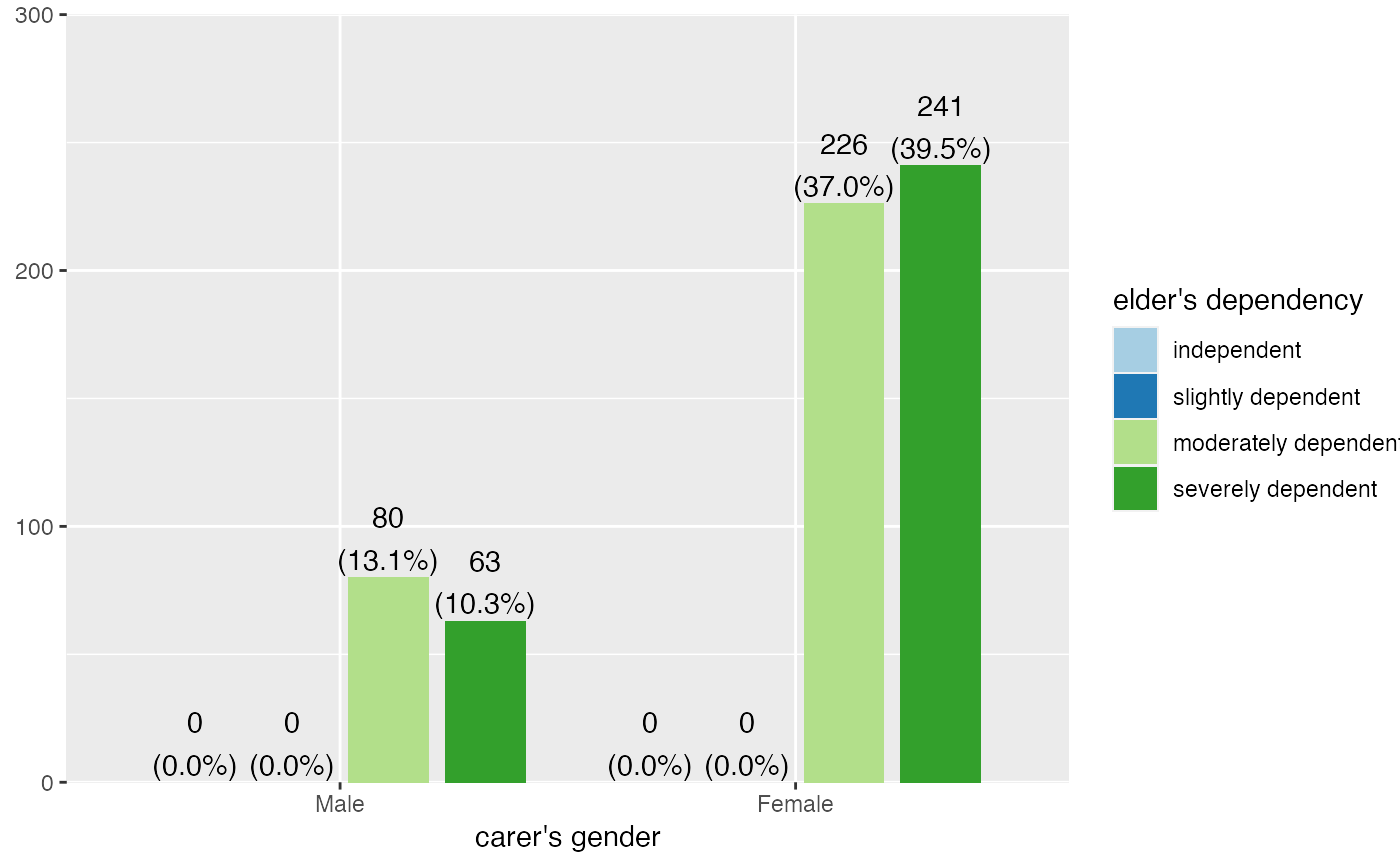 300
200
100
0
241
(39.5%)
226
(37.0%)
80
(13.1%)
63
(10.3%)
0
(0.0%)
0
(0.0%)
0
(0.0%)
0
(0.0%)
Male
Female
carer's gender
elder's dependency
independent
slightly dependent
moderately dependent
severely dependent